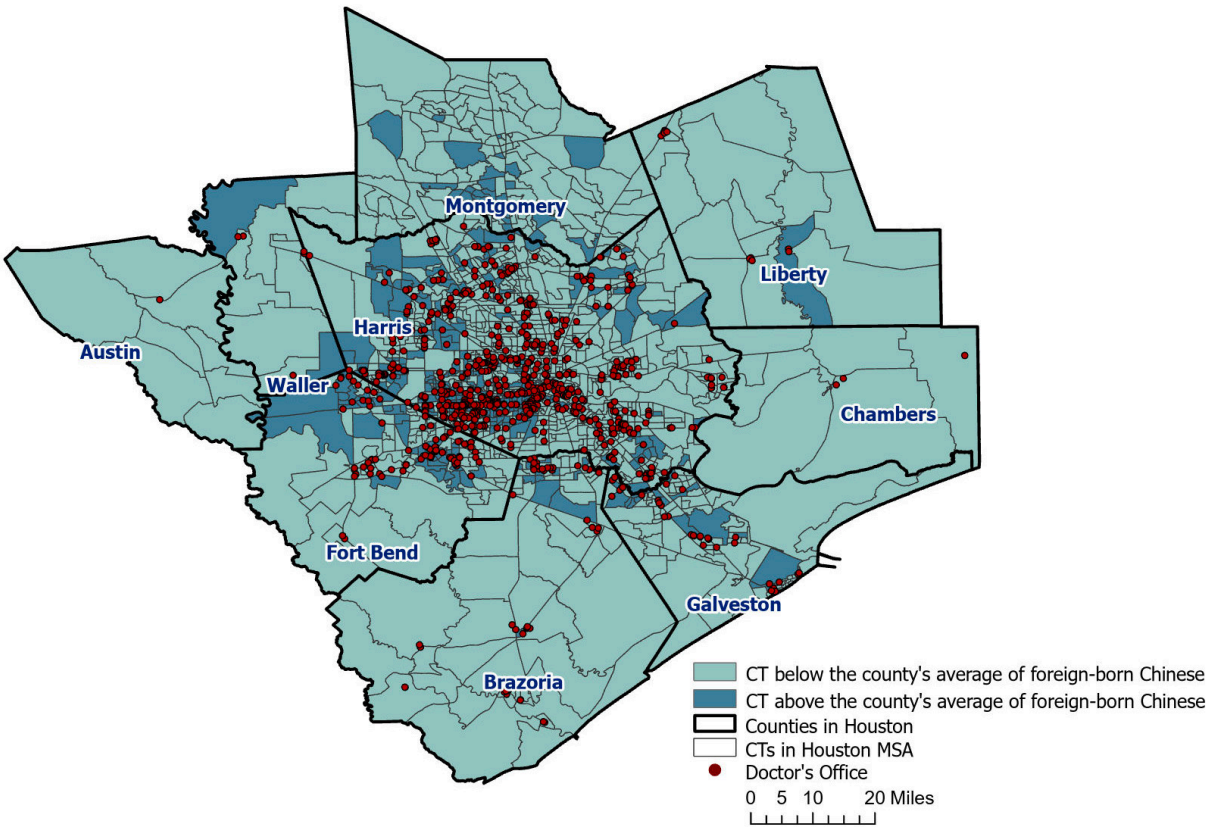 Montgomery
Liberty
Harris
Austin
Waller
Chambers
Fort Bend
Galveston
Brazoria
CT below the county's average of foreign-born Chinese
CT above the county's average of foreign-born Chinese
Counties in Houston
CTs in Houston MSA
Doctor's Office
0 5 10 20 Miles